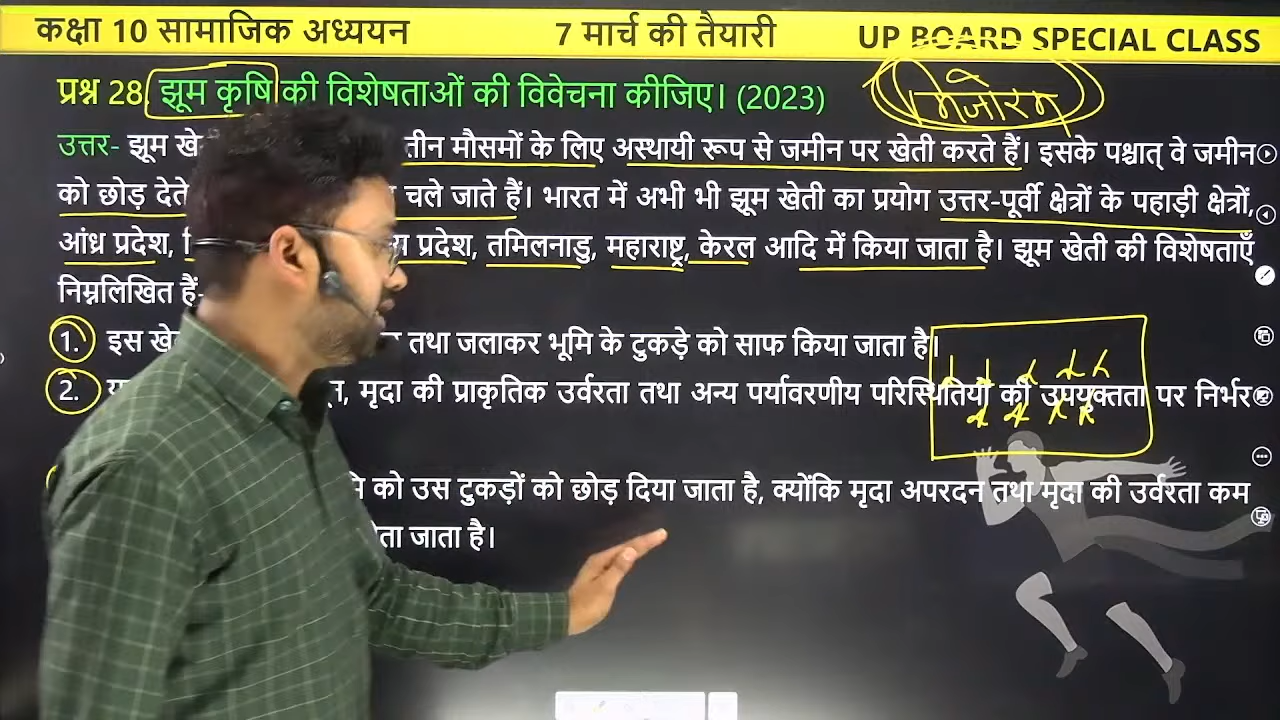 कक्षा 10 सामाजिक अध्ययन 7 मार्च की तैयारी UP BOARD SPECIAL CLASS
प्रश्न 28. झूम कृषि की विशेषताओं की विवेचना कीजिए। (2023)
मिजोरम
उत्तर- झूम खे तीन मौसमों के लिए अस्थायी रूप से जमीन पर खेती करते हैं। इसके पश्चात् वे जमीन
को छोड़ देते चले जाते हैं। भारत में अभी भी झूम खेती का प्रयोग उत्तर-पूर्वी क्षेत्रों के पहाड़ी क्षेत्रों,
आंध्र प्रदेश, प्रदेश, तमिलनाडु, महाराष्ट्र, केरल आदि में किया जाता है। झूम खेती की विशेषताएँ
निम्नलिखित हैं-
1. इस खे तथा जलाकर भूमि के टुकड़े को साफ किया जाता है।
2. मृदा की प्राकृतिक उर्वरता तथा अन्य पर्यावरणीय परिस्थितियों की उपयुक्तता पर निर्भर
को उस टुकड़ों को छोड़ दिया जाता है, क्योंकि मृदा अपरदन तथा मृदा की उर्वरता कम
जाता है।